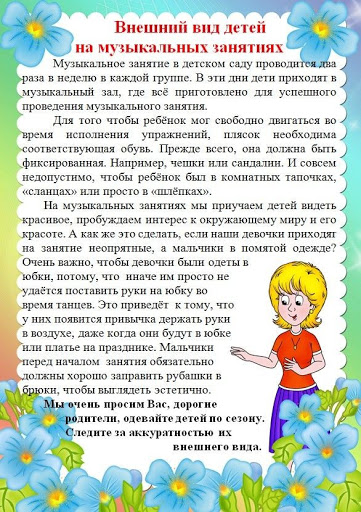 Внешний вид детей
на музыкальных занятиях
Музыкальное занятие в детском саду проводится два
раза в неделю в каждой группе. В эти дни дети приходят в
музыкальный зал, где всё приготовлено для успешного
проведения музыкального занятия.
Для того чтобы ребёнок мог свободно двигаться во
время исполнения упражнений, плясок необходима
соответствующая обувь. Прежде всего, она должна быть
фиксированная. Например, чешки или сандалии. И совсем
недопустимо, чтобы ребёнок был в комнатных тапочках,
«сланцах» или просто в «шлёпках».
На музыкальных занятиях мы приучаем детей видеть
красивое, пробуждаем интерес к окружающему миру и его
красоте. А как же это сделать, если наши девочки приходят
на занятие неопрятные, а мальчики в помятой одежде?
Очень важно, чтобы девочки были одеты в
юбки, потому, что иначе им просто не
удаётся поставить руки на юбку во
время танцев. Это приведёт к тому, что
у них появится привычка держать руки
в воздухе, даже когда они будут в юбке
или платье на празднике. Мальчики
перед началом занятия обязательно
должны хорошо заправить рубашки в
брюки, чтобы выглядеть эстетично.
Мы очень просим Вас, дорогие
родители, одевайте детей по сезону.
Следите за аккуратностью их
внешнего вида.